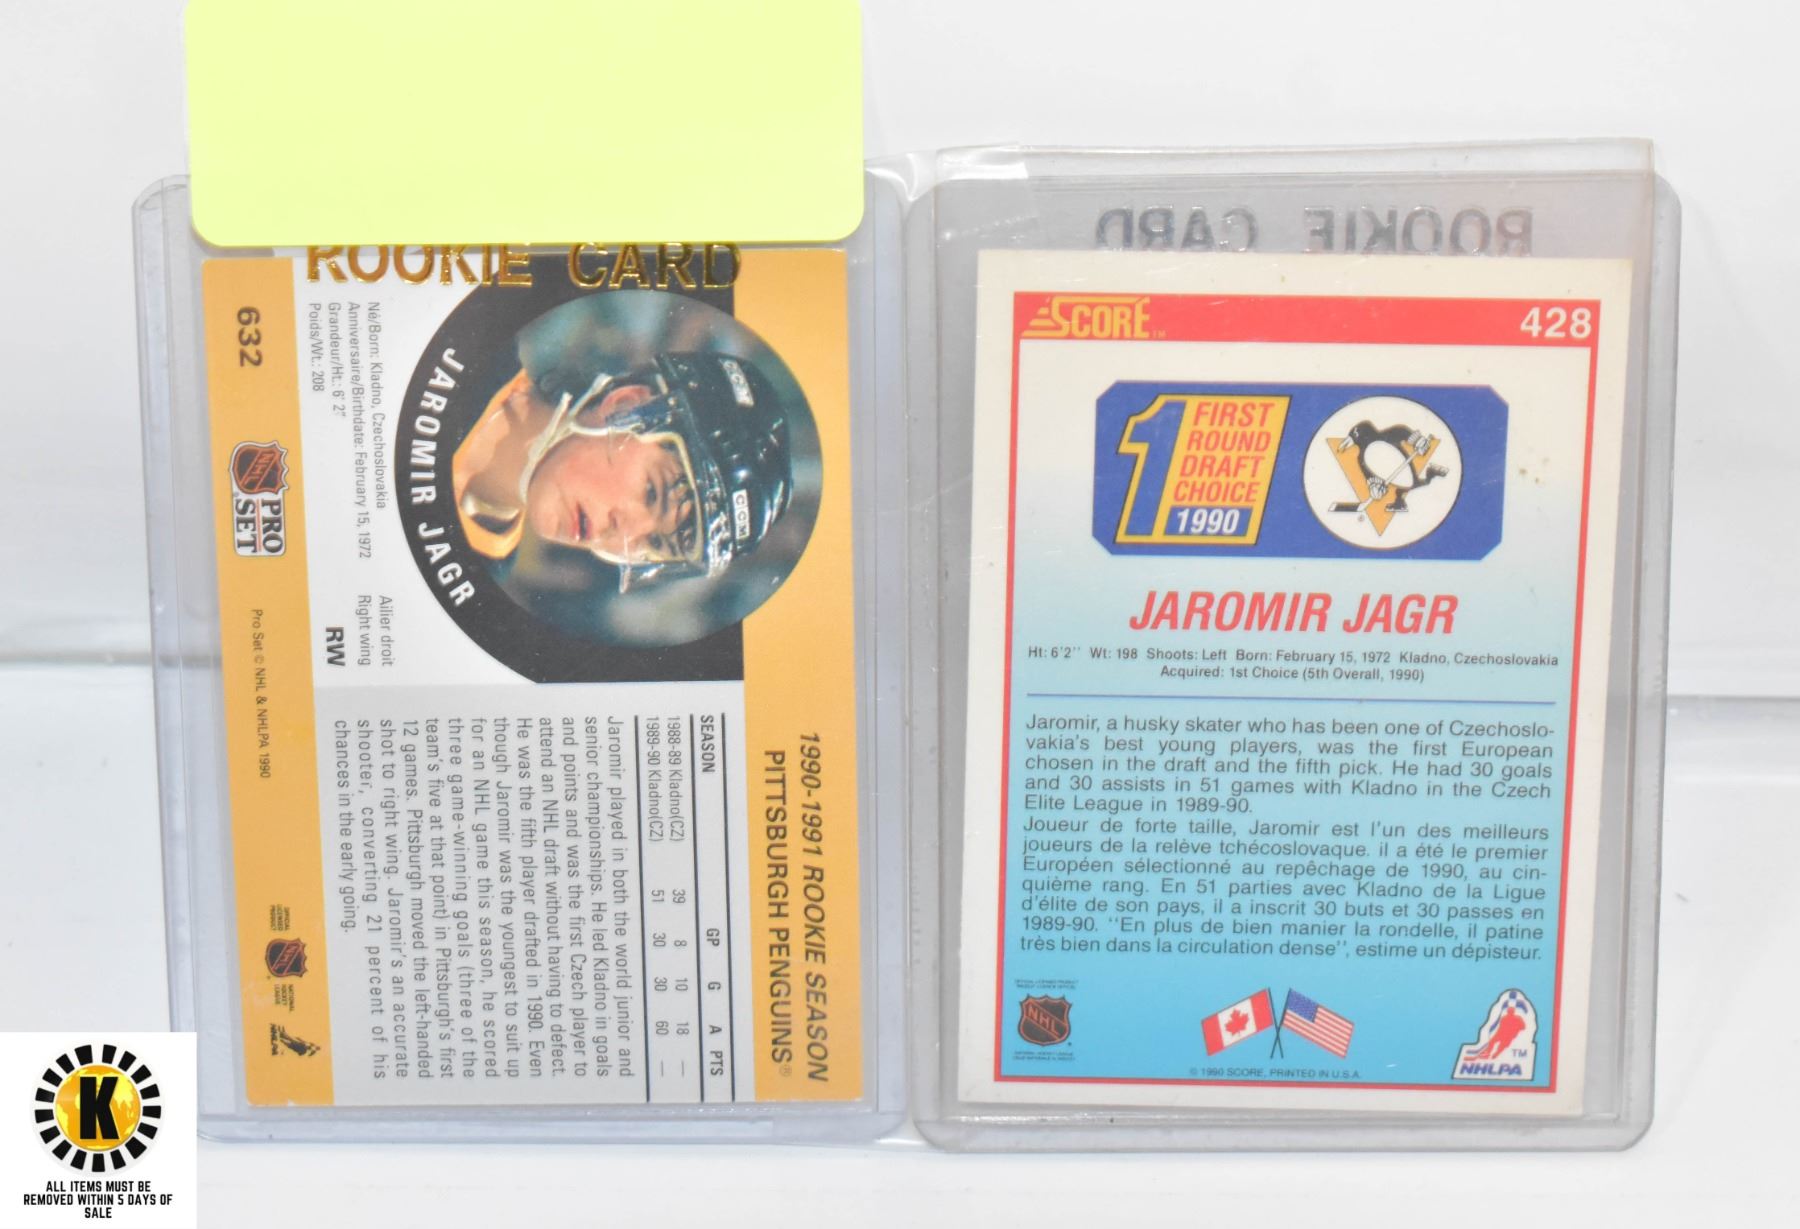 ROOKIE CARD
632
JAROMIR JAGR
Né/Born: Kladno, Czechoslovakia
Anniversaire/Birthdate: February 15, 1972
Grandeur/Ht.: 6' 2"
Poids/Wt.: 208
Ailier droit
Right wing
RW
CCM
CCM
NHL
PRO
SET
Pro Set © NHL & NHLPA 1990
1990-1991 ROOKIE SEASON
PITTSBURGH PENGUINS®
SEASON GP G A PTS
1988-89 Kladno(CZ) 39 8 10 18 —
1989-90 Kladno(CZ) 51 30 30 60 —
Jaromir played in both the world junior and
senior championships. He led Kladno in goals
and points and was the first Czech player to
attend an NHL draft without having to defect.
He was the fifth player drafted in 1990. Even
though Jaromir was the youngest to suit up
for an NHL game this season, he scored
three game-winning goals (three of the
team's five at that point) in Pittsburgh's first
12 games. Pittsburgh moved the left-handed
shot to right wing. Jaromir's an accurate
shooter, converting 21 percent of his
chances in the early going.
NHL
NATIONAL
HOCKEY
LEAGUE
NHLPA
ROOKIE CARD
SCORE™
428
1
FIRST
ROUND
DRAFT
CHOICE
1990
JAROMIR JAGR
Ht: 6'2'' Wt: 198 Shoots: Left Born: February 15, 1972 Kladno, Czechoslovakia
Acquired: 1st Choice (5th Overall, 1990)
Jaromir, a husky skater who has been one of Czechoslo-
vakia's best young players, was the first European
chosen in the draft and the fifth pick. He had 30 goals
and 30 assists in 51 games with Kladno in the Czech
Elite League in 1989-90.
Joueur de forte taille, Jaromir est l'un des meilleurs
joueurs de la relève tchécoslovaque. il a été le premier
Européen sélectionné au repêchage de 1990, au cin-
quième rang. En 51 parties avec Kladno de la Ligue
d'élite de son pays, il a inscrit 30 buts et 30 passes en
1989-90. ''En plus de bien manier la rondelle, il patine
très bien dans la circulation dense'', estime un dépisteur.
NHL
© 1990 SCORE, PRINTED IN U.S.A.
TM
NHLPA
K
ALL ITEMS MUST BE
REMOVED WITHIN 5 DAYS OF
SALE